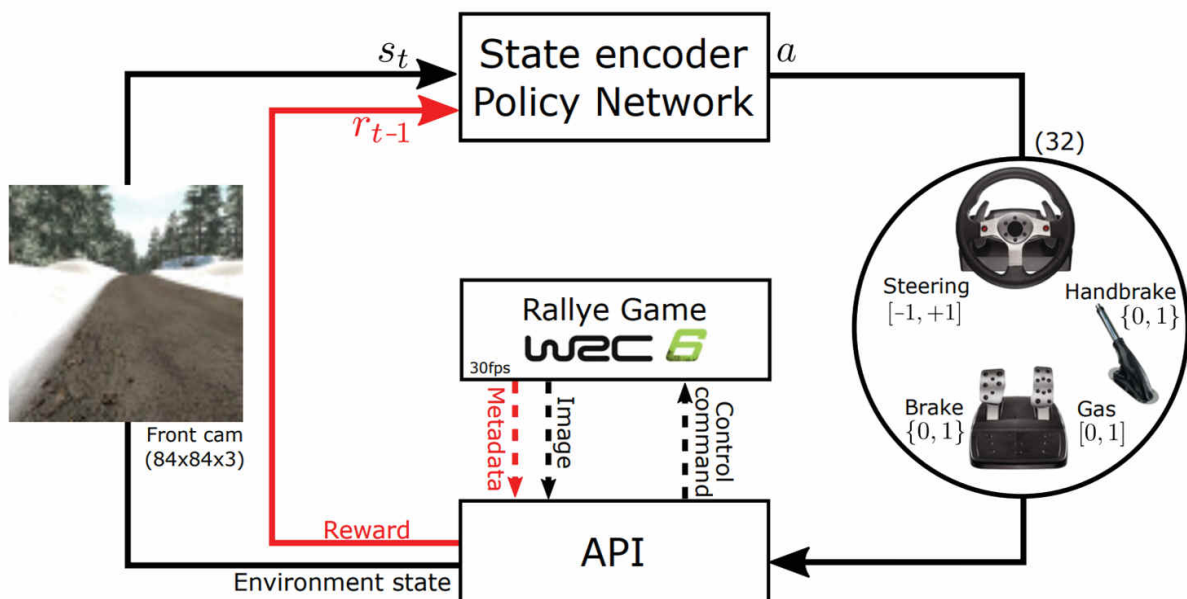 s_t
State encoder
Policy Network
a
r_{t-1}
(32)
Steering
[-1, +1]
Handbrake
{0, 1}
Brake
{0, 1}
Gas
[0, 1]
Rallye Game
WRC 6
30fps
Metadata
Image
Control
command
Front cam
(84x84x3)
Reward
API
Environment state